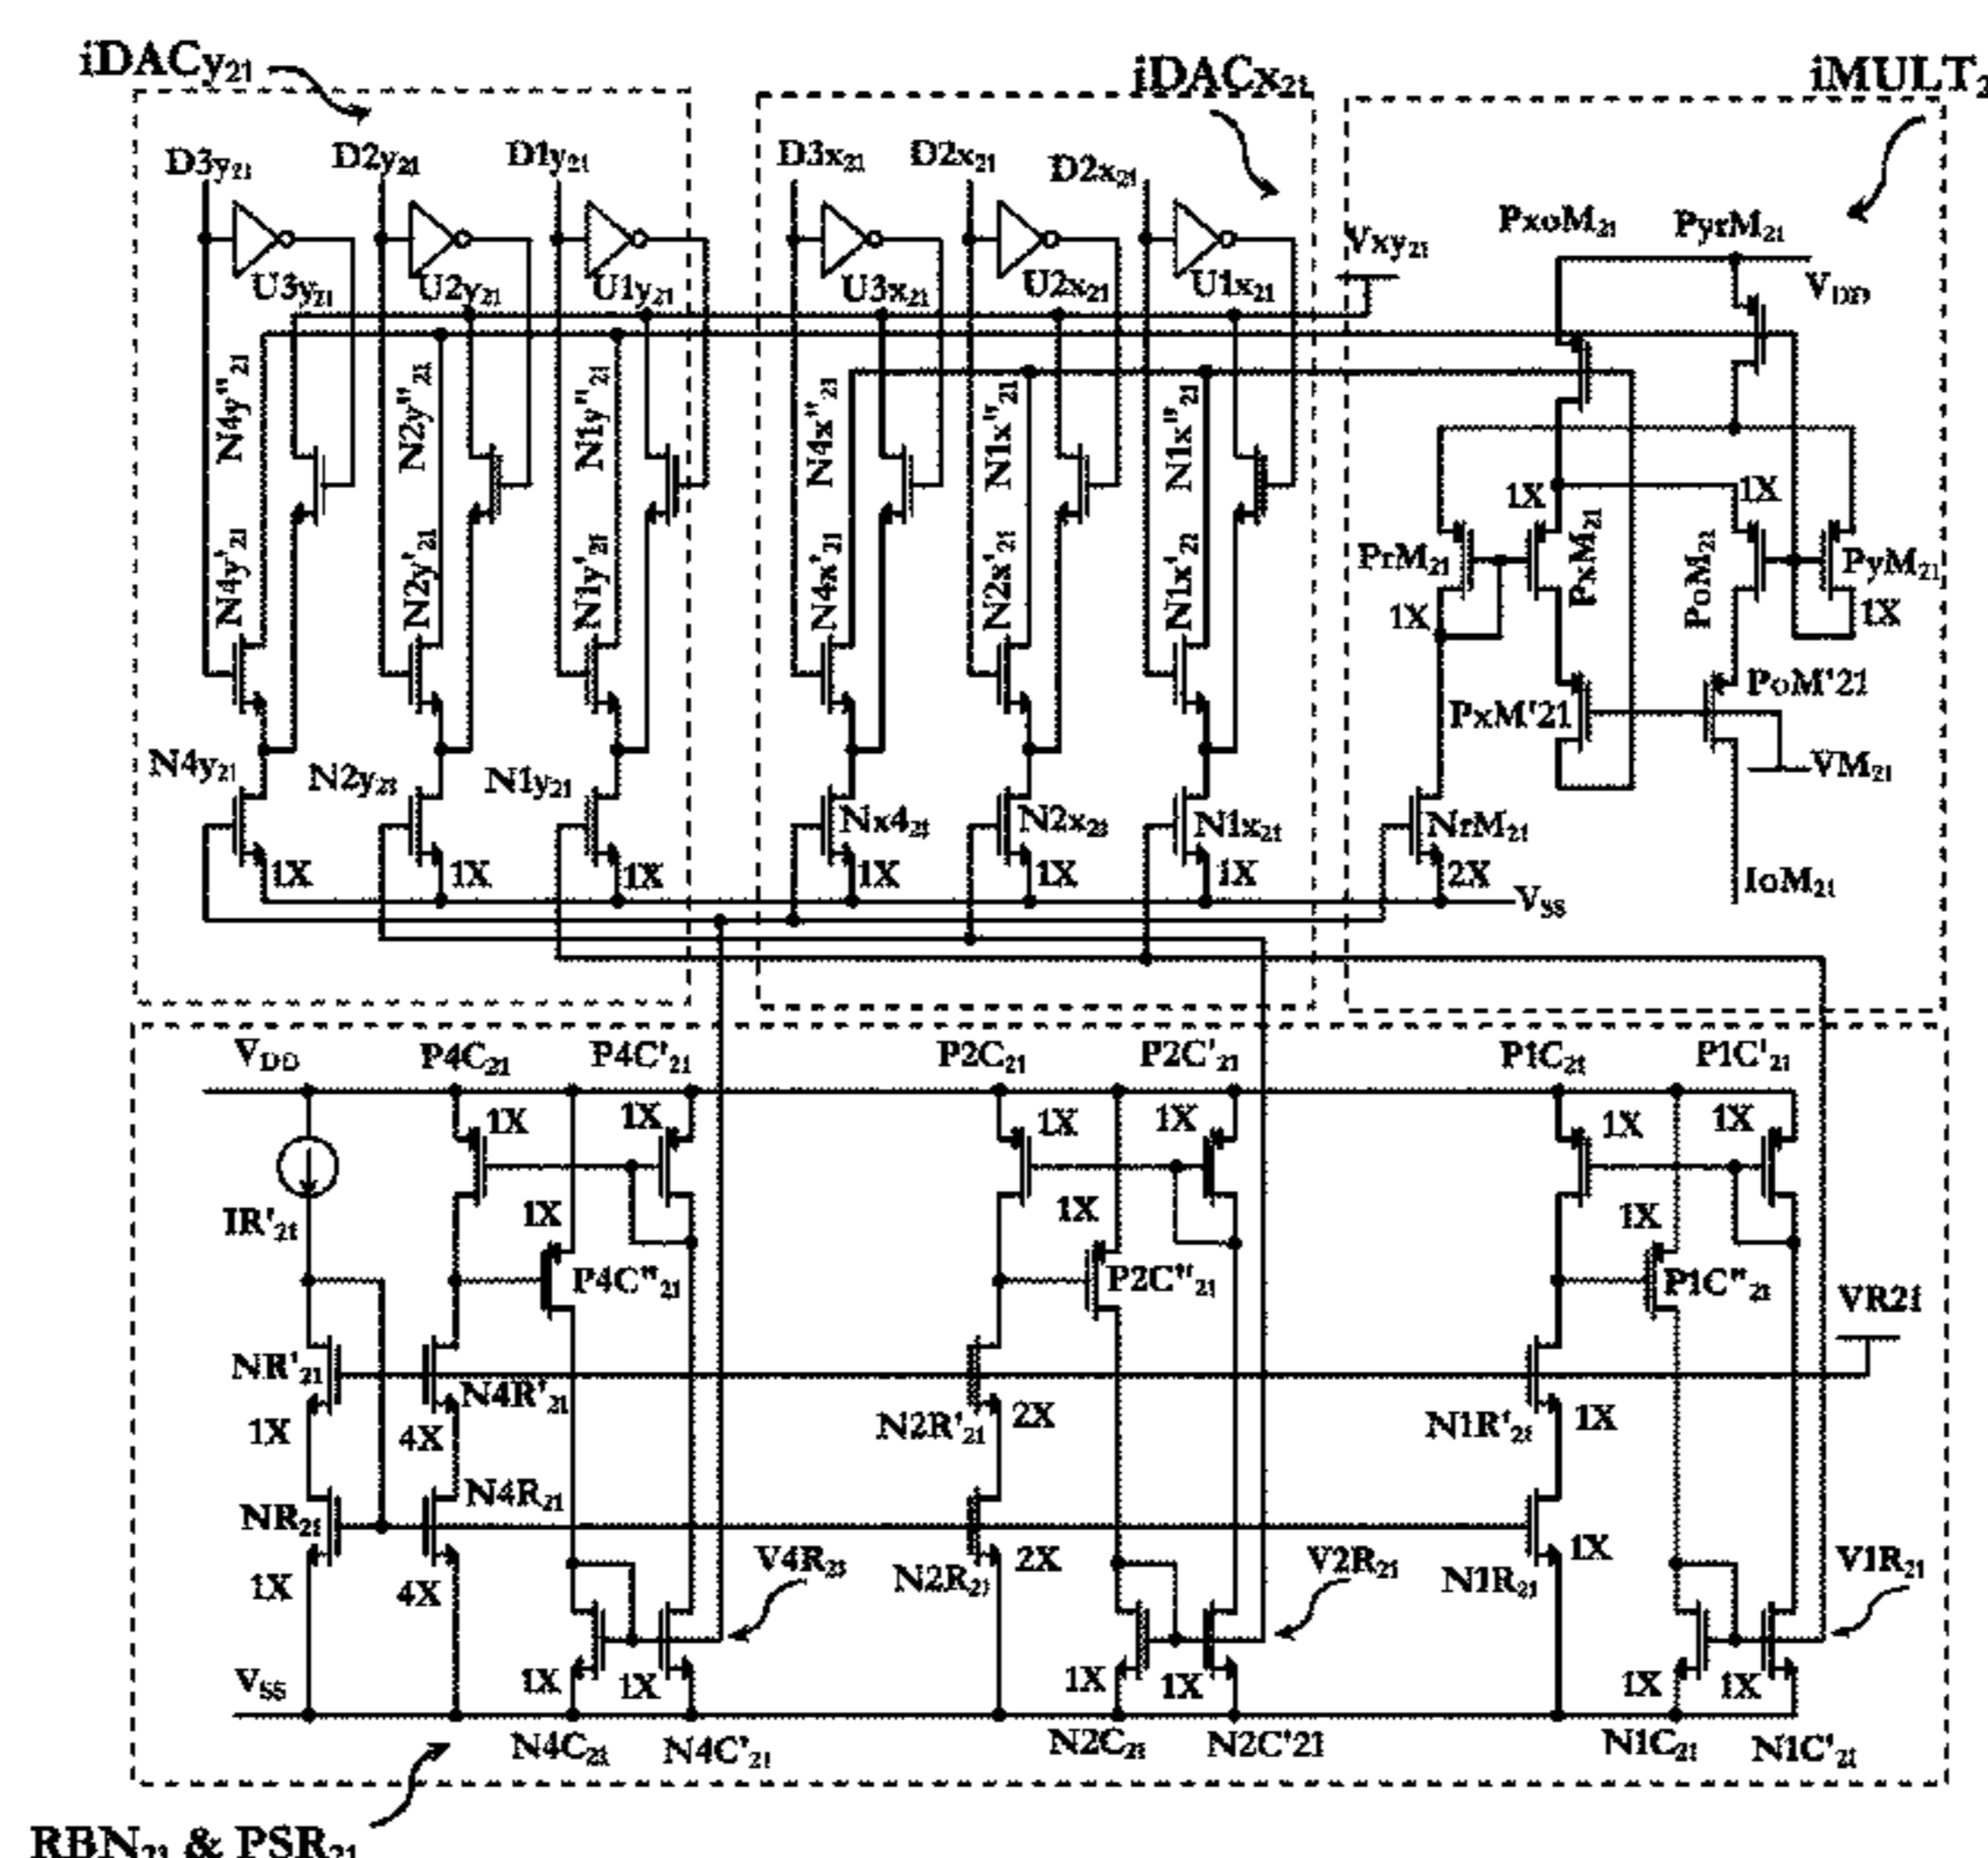 iDACy21
iDACx21
iMULT2
D3y21
D2y21
D1y21
D3x21
D2x21
D2x21
PxoM21
PyrM21
Vxy21
VDD
U3y21
U2y21
U1y21
U3x21
U2x21
U1x21
N4y"21
N2y"21
N1y"21
N4x"21
N1x"21
N1x"21
1X
1X
N4y'21
N2y'21
N1y'21
N4x'21
N2x'21
N1x'21
PrM21
PxM21
PoM21
PyM21
1X
1X
PxM'21
PoM'21
N4y21
N2y21
N1y21
Nx421
N2x21
N1x21
NrM21
VM21
1X
1X
1X
1X
1X
1X
2X
IoM21
VSS
VDD
P4C21
P4C'21
P2C21
P2C'21
P1C21
P1C'21
1X
1X
1X
1X
1X
1X
IR'21
1X
1X
1X
P4C"21
P2C"21
P1C"21
VR21
NR'21
N4R'21
N2R'21
2X
N1R'21
1X
1X
4X
NR21
N4R21
1X
4X
N2R21
2X
N1R21
1X
V4R21
V2R21
V1R21
VSS
1X
1X
1X
1X
1X
1X
N4C21
N4C'21
N2C21
N2C'21
N1C21
N1C'21
RBN21 & PSR21